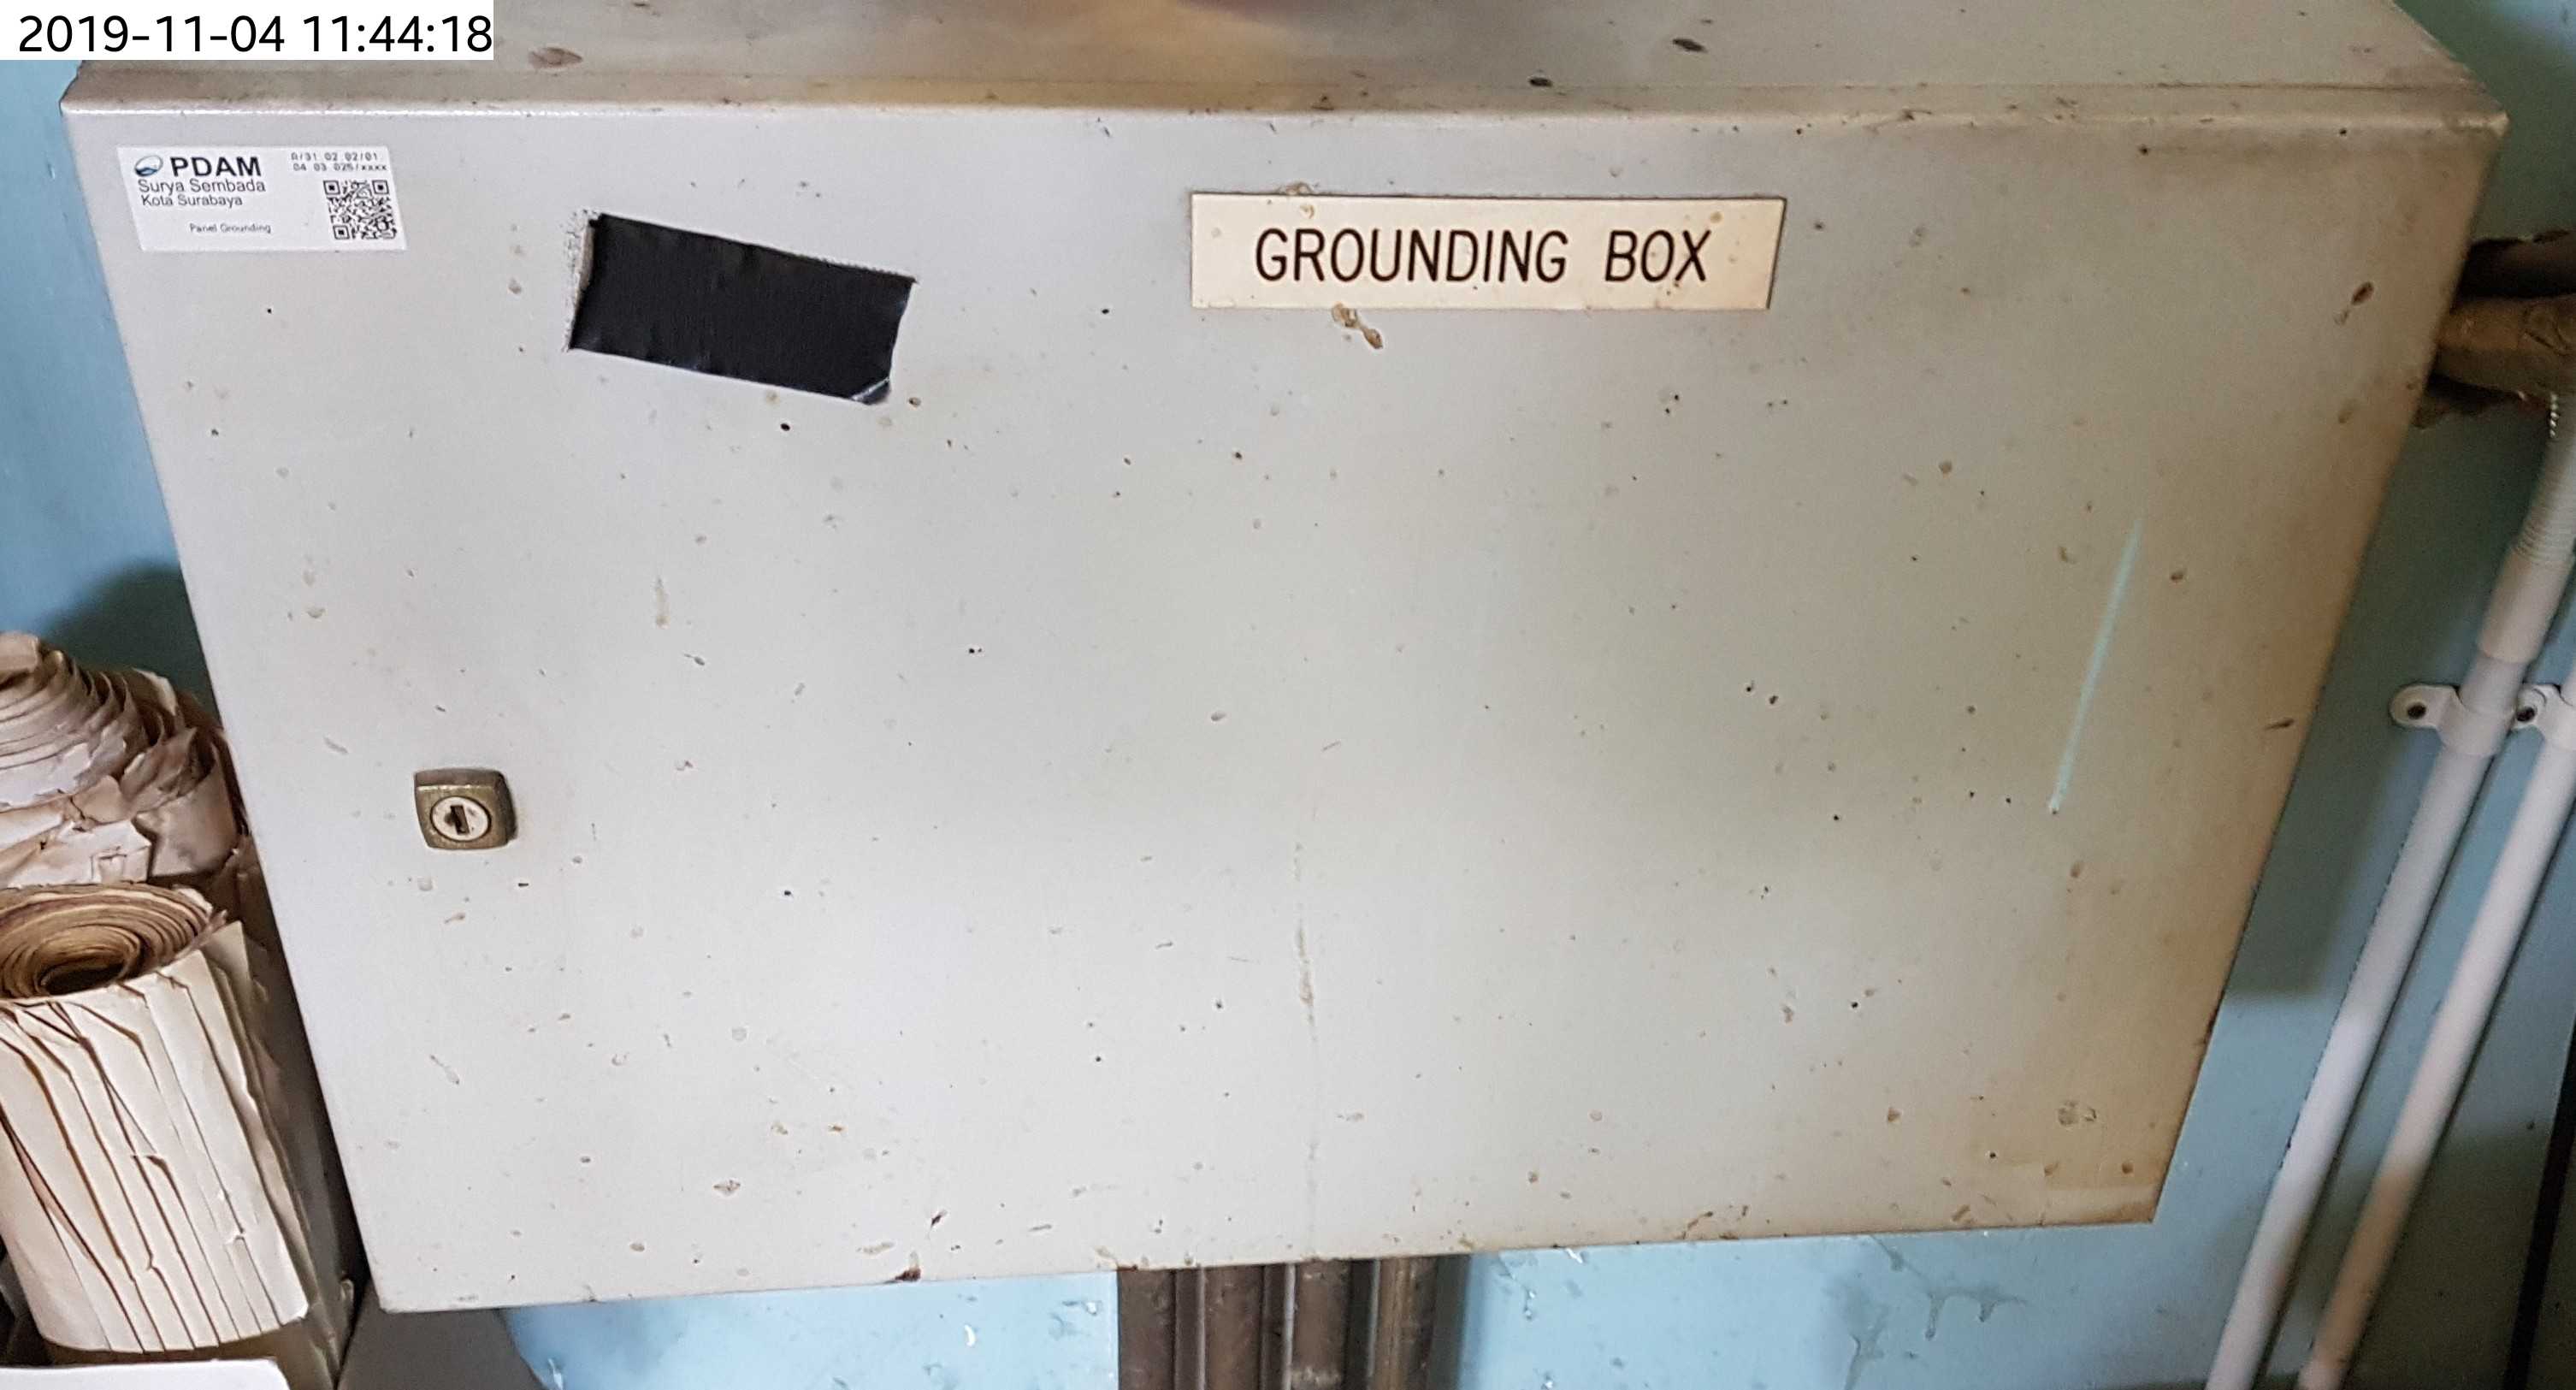 2019-11-04 11:44:18
PDAM
Surya Sembada
Kota Surabaya
Panel Grounding
GROUNDING BOX